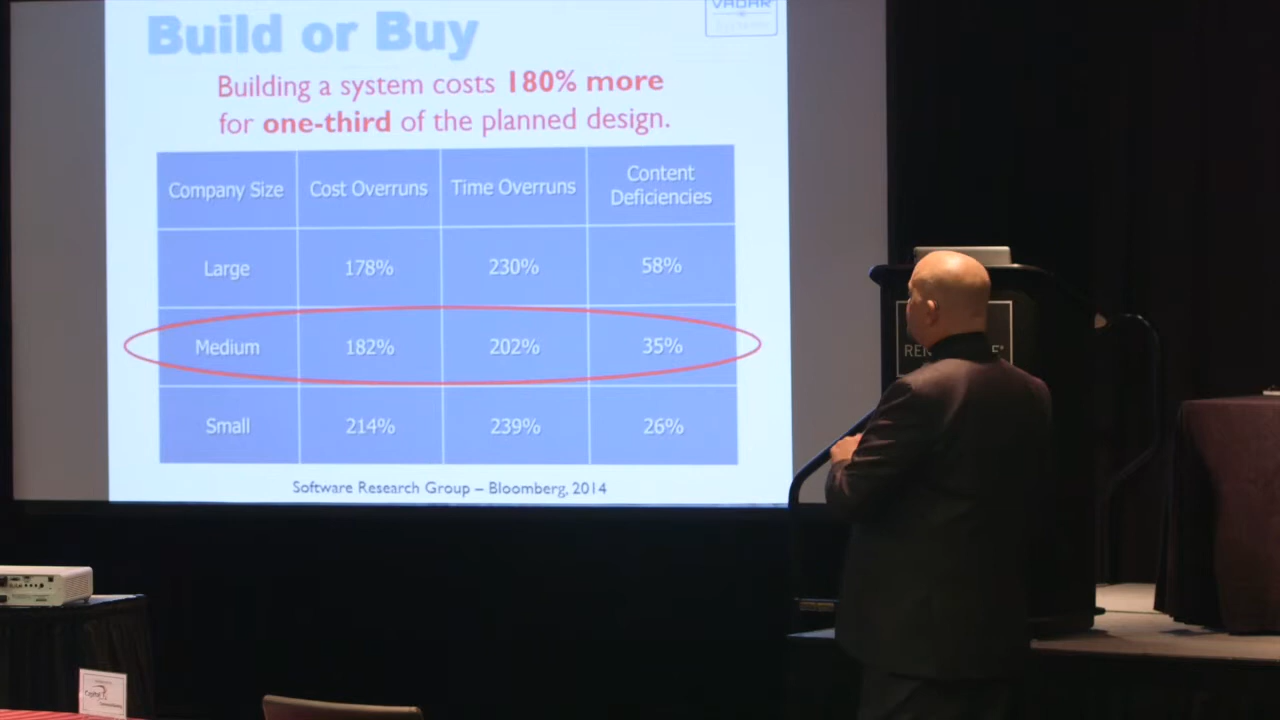 VADAR
Build or Buy
Building a system costs 180% more
for one-third of the planned design.
Company Size Cost Overruns Time Overruns Content Deficiencies
Large 178% 230% 58%
Medium 182% 202% 35%
Small 214% 239% 26%
Software Research Group – Bloomberg, 2014
REN E